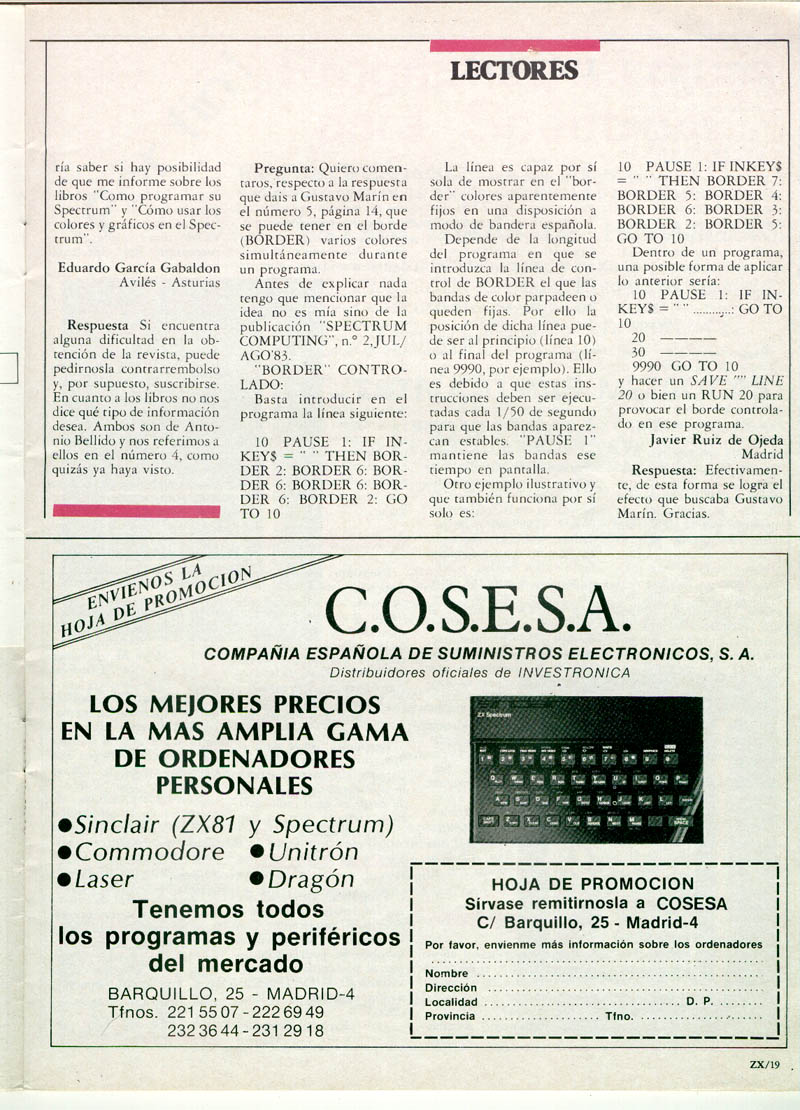 LECTORES
ría saber si hay posibilidad
de que me informe sobre los
libros "Como programar su
Spectrum" y "Cómo usar los
colores y gráficos en el Spec-
trum".
Eduardo García Gabaldon
Avilés - Asturias
Respuesta Si encuentra
alguna dificultad en la ob-
tención de la revista, puede
pedirnosla contrarrembolso
y, por supuesto, suscribirse.
En cuanto a los libros no nos
dice qué tipo de información
desea. Ambos son de Anto-
nio Bellido y nos referimos a
ellos en el número 4, como
quizás ya haya visto.
Pregunta: Quiero comen-
taros, respecto a la respuesta
que dais a Gustavo Marín en
el número 5, página 14, que
se puede tener en el borde
(BORDER) varios colores
simultáneamente durante
un programa.
Antes de explicar nada
tengo que mencionar que la
idea no es mía sino de la
publicación "SPECTRUM
COMPUTING", n.º 2,JUL/
AGO'83.
"BORDER" CONTRO-
LADO:
Basta introducir en el
programa la línea siguiente:
10 PAUSE 1: IF IN-
KEY$ = " " THEN BOR-
DER 2: BORDER 6: BOR-
DER 6: BORDER 6: BOR-
DER 6: BORDER 2: GO
TO 10
La línea es capaz por sí
sola de mostrar en el "bor-
der" colores aparentemente
fijos en una disposición a
modo de bandera española.
Depende de la longitud
del programa en que se
introduzca la línea de con-
trol de BORDER el que las
bandas de color parpadeen o
queden fijas. Por ello la
posición de dicha línea pue-
de ser al principio (línea 10)
o al final del programa (lí-
nea 9990, por ejemplo). Ello
es debido a que estas ins-
trucciones deben ser ejecu-
tadas cada 1/50 de segundo
para que las bandas aparez-
can estables. "PAUSE 1"
mantiene las bandas ese
tiempo en pantalla.
Otro ejemplo ilustrativo y
que también funciona por sí
solo es:
10 PAUSE 1: IF INKEY$
= " " THEN BORDER 7:
BORDER 5: BORDER 4:
BORDER 6: BORDER 3:
BORDER 2: BORDER 5:
GO TO 10
Dentro de un programa,
una posible forma de aplicar
lo anterior sería:
10 PAUSE 1: IF IN-
KEY$ = " " ...........: GO TO
10
20 ————
30 ————
9990 GO TO 10
y hacer un SAVE "" LINE
20 o bien un RUN 20 para
provocar el borde controla-
do en ese programa.
Javier Ruiz de Ojeda
Madrid
Respuesta: Efectivamen-
te, de esta forma se logra el
efecto que buscaba Gustavo
Marín. Gracias.
ENVIENOS LA
HOJA DE PROMOCION
C.O.S.E.S.A.
COMPAÑIA ESPAÑOLA DE SUMINISTROS ELECTRONICOS, S. A.
Distribuidores oficiales de INVESTRONICA
LOS MEJORES PRECIOS
EN LA MAS AMPLIA GAMA
DE ORDENADORES
PERSONALES
●Sinclair (ZX81 y Spectrum)
●Commodore ●Unitrón
●Laser ●Dragón
Tenemos todos
los programas y periféricos
del mercado
BARQUILLO, 25 - MADRID-4
Tfnos. 221 55 07 - 222 69 49
232 36 44 - 231 29 18
ZX Spectrum
HOJA DE PROMOCION
Sírvase remitirnosla a COSESA
C/ Barquillo, 25 - Madrid-4
Por favor, envienme más información sobre los ordenadores
Nombre
Dirección
Localidad D. P.
Provincia Tfno.
ZX/19